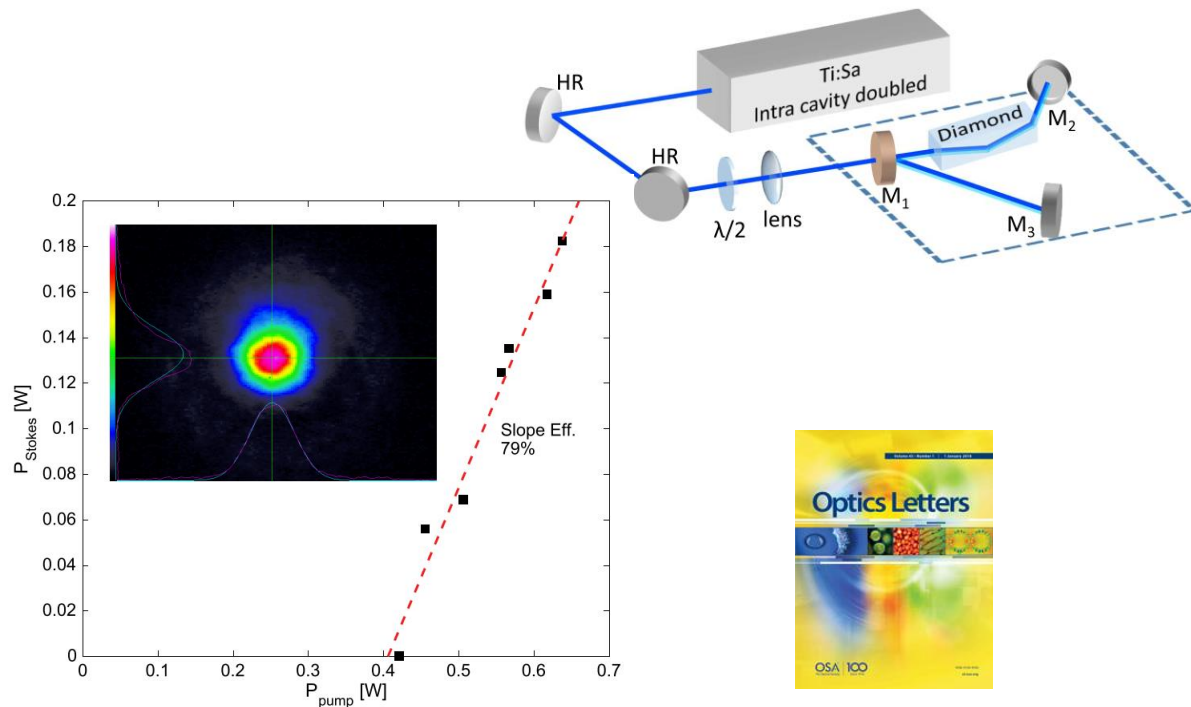 HR
Ti:Sa
Intra cavity doubled
M2
Diamond
HR
M1
λ/2
lens
M3
0.2
0.18
0.16
0.14
0.12
0.1
0.08
0.06
0.04
0.02
0
P_Stokes [W]
Slope Eff.
79%
0 0.1 0.2 0.3 0.4 0.5 0.6 0.7
P_pump [W]
Optics Letters
OSA 100